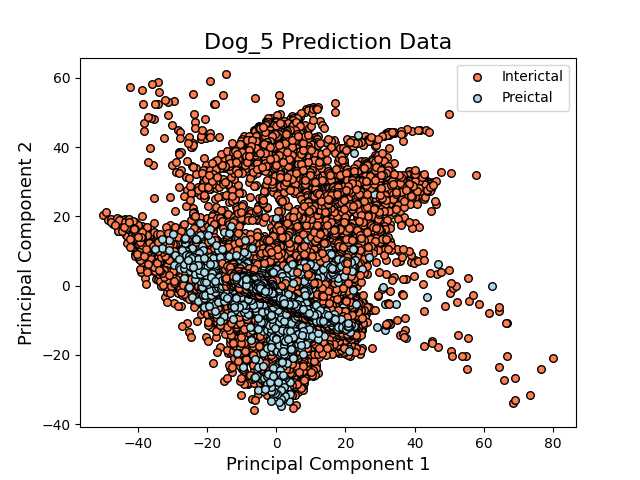 Dog_5 Prediction Data
Interictal
Preictal
60
40
20
0
−20
−40
Principal Component 2
−40 −20 0 20 40 60 80
Principal Component 1